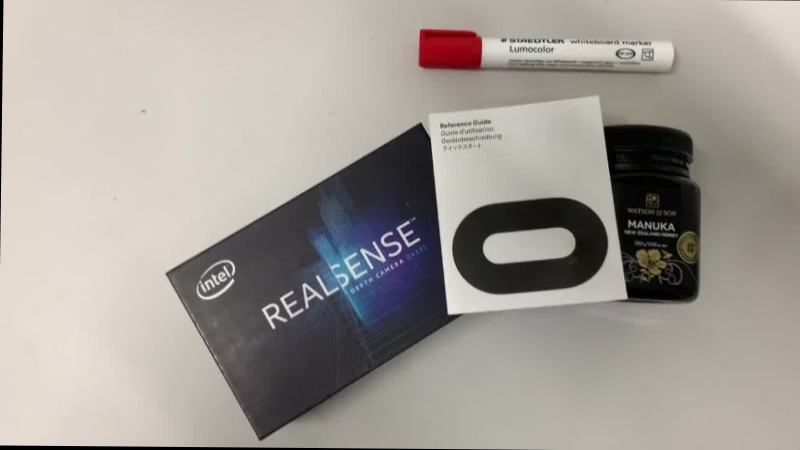 STAEDTLER whiteboard marker
Lumocolor
Reference Guide
Guide d'utilisation
Gerätebeschreibung
クイックスタート
intel
REALSENSE™
DEPTH CAMERA
WATSON & SON
MANUKA
NEW ZEALAND HONEY